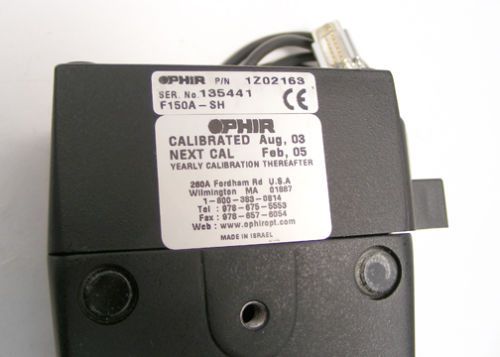 OPHIR P/N 1Z02163
SER. No. 135441
F150A-SH CE
OPHIR
CALIBRATED Aug, 03
NEXT CAL Feb, 05
YEARLY CALIBRATION THEREAFTER
260A Fordham Rd U.S.A
Wilmington MA 01887
1-800-383-0814
Tel : 978-675-5553
Fax : 978-657-6054
Web : www.ophiropt.com
MADE IN ISRAEL